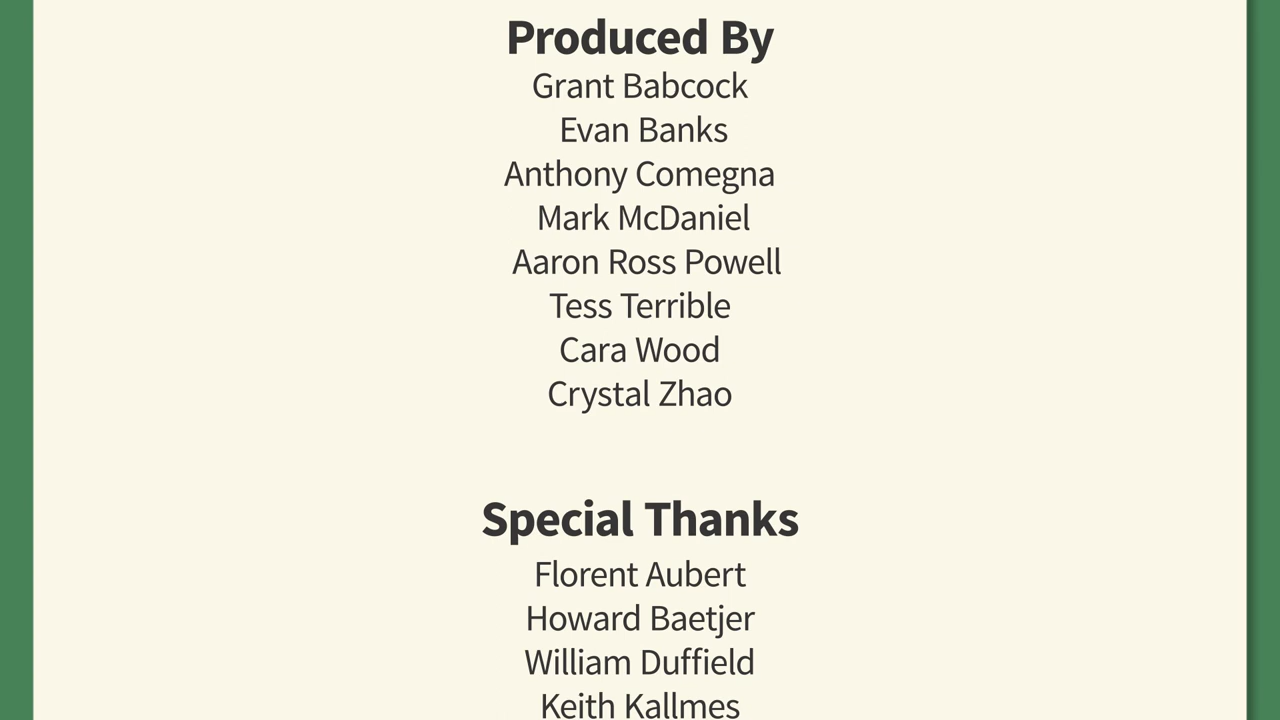 Produced By
Grant Babcock
Evan Banks
Anthony Comegna
Mark McDaniel
Aaron Ross Powell
Tess Terrible
Cara Wood
Crystal Zhao
Special Thanks
Florent Aubert
Howard Baetjer
William Duffield
Keith Kallmes